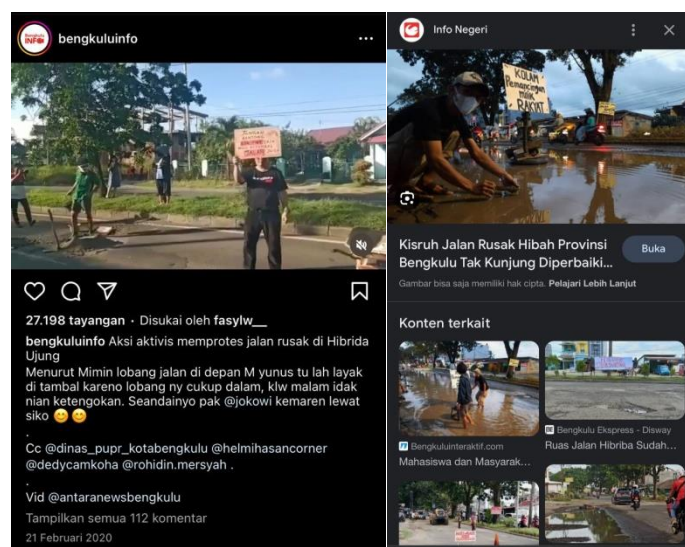 bengkuluinfo
27.198 tayangan · Disukai oleh fasylw__
bengkuluinfo Aksi aktivis memprotes jalan rusak di Hibrida
Ujung
Menurut Mimin lobang jalan di depan M yunus tu lah layak
di tambal kareno lobang ny cukup dalam, klw malam idak
nian ketengokan. Seandainyo pak @jokowi kemaren lewat
siko 😊😊
.
Cc @dinas_pupr_kotabengkulu @helmihasancorner
@dedycamkoha @rohidin.mersyah .
.
Vid @antaranewsbengkulu
Tampilkan semua 112 komentar
21 Februari 2020
Info Negeri
KOLAM
Pemancingan
milik
RAKYAT
Kisruh Jalan Rusak Hibah Provinsi
Bengkulu Tak Kunjung Diperbaiki...
Buka
Gambar bisa saja memiliki hak cipta. Pelajari Lebih Lanjut
Konten terkait
Bengkuluinteraktif.com
Mahasiswa dan Masyarak...
Bengkulu Ekspress - Disway
Ruas Jalan Hibriba Sudah...